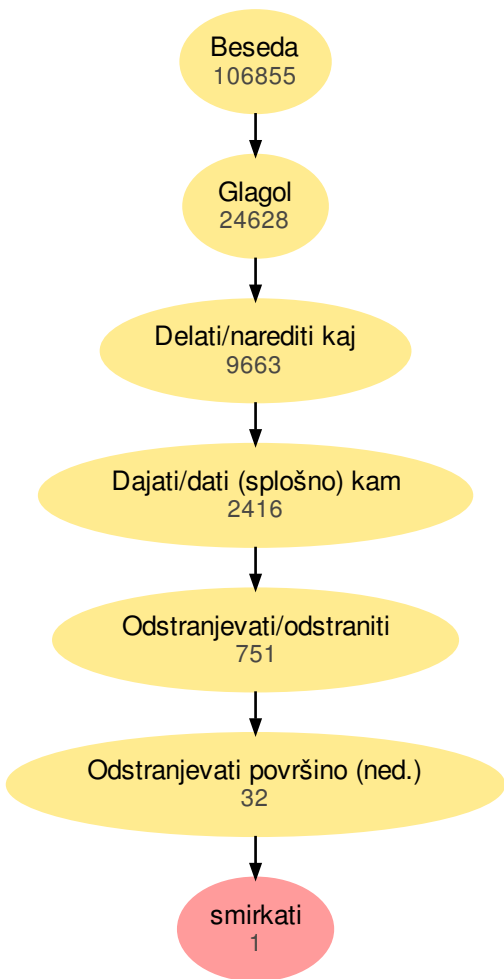 Beseda
106855
Glagol
24628
Delati/narediti kaj
9663
Dajati/dati (splošno) kam
2416
Odstranjevati/odstraniti
751
Odstranjevati površino (ned.)
32
smirkati
1